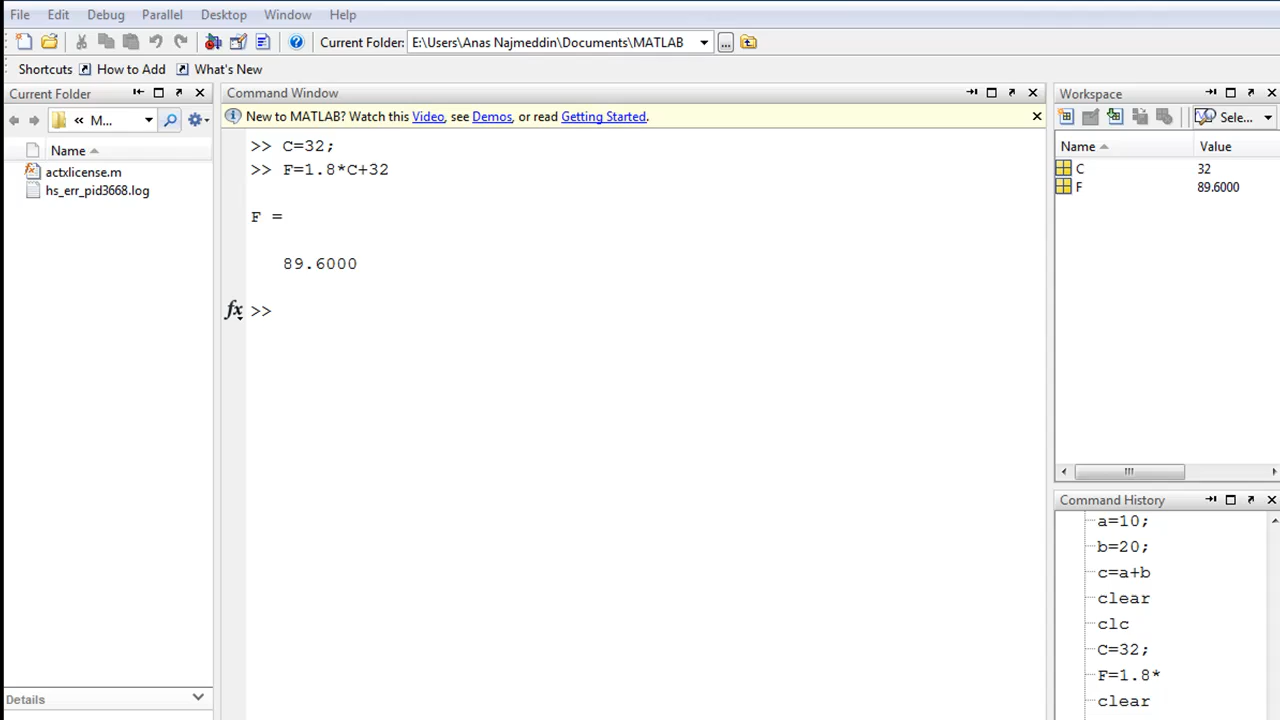 File Edit Debug Parallel Desktop Window Help
Current Folder: E:\Users\Anas Najmeddin\Documents\MATLAB ...
Shortcuts How to Add What's New
Current Folder
« M...
Name
actxlicense.m
hs_err_pid3668.log
Details
Command Window
New to MATLAB? Watch this Video, see Demos, or read Getting Started.
>> C=32;
>> F=1.8*C+32
F =
89.6000
fx >>
Workspace
Sele...
Name Value
C 32
F 89.6000
Command History
a=10;
b=20;
c=a+b
clear
clc
C=32;
F=1.8*
clear